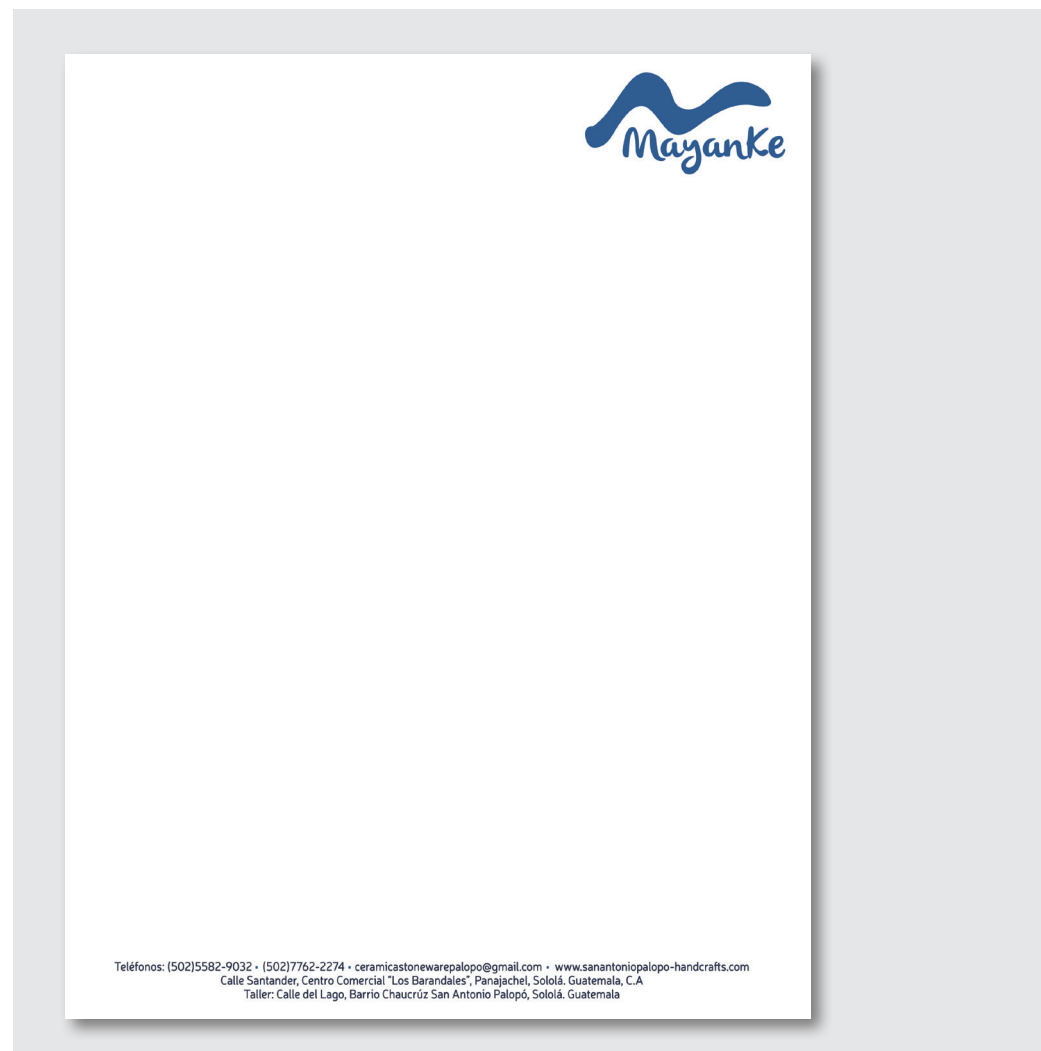 Mayanke
Teléfonos: (502)5582-9032 • (502)7762-2274 • ceramicastonewarepalopo@gmail.com • www.sanantoniopalopo-handcrafts.com
Calle Santander, Centro Comercial "Los Barandales", Panajachel, Sololá. Guatemala, C.A
Taller: Calle del Lago, Barrio Chaucrúz San Antonio Palopó, Sololá. Guatemala